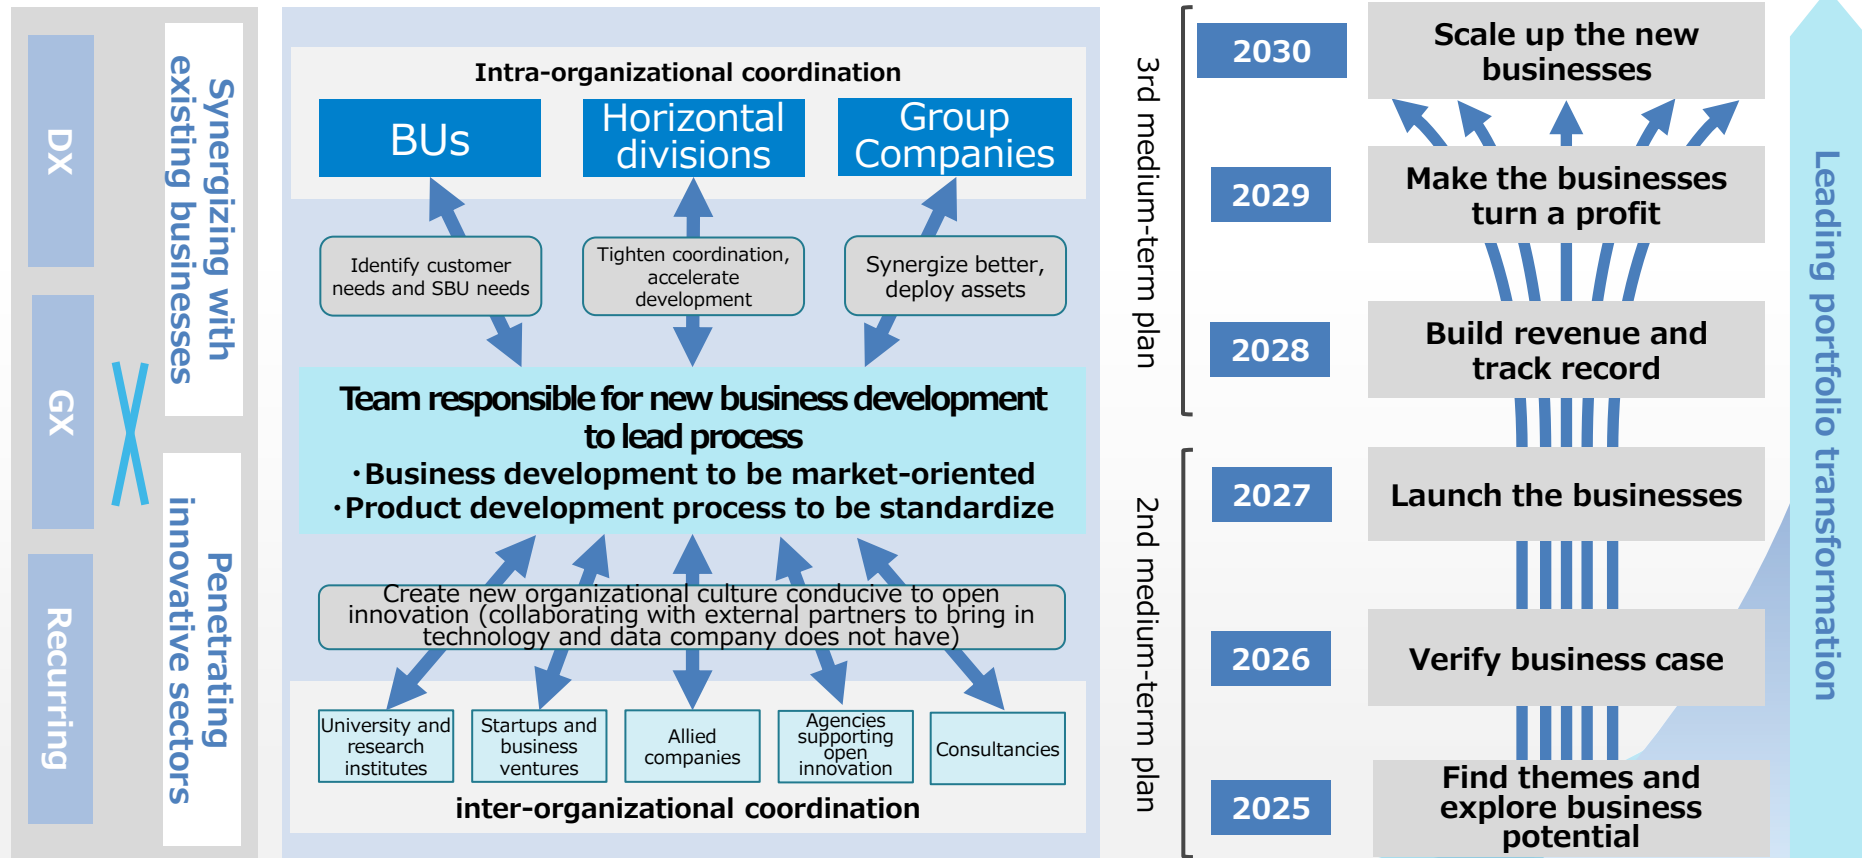 DX
GX
Recurring
Synergizing with
existing businesses
Penetrating
innovative sectors
Intra-organizational coordination
BUs
Horizontal
divisions
Group
Companies
Identify customer
needs and SBU needs
Tighten coordination,
accelerate
development
Synergize better,
deploy assets
Team responsible for new business development
to lead process
・Business development to be market-oriented
・Product development process to be standardize
Create new organizational culture conducive to open
innovation (collaborating with external partners to bring in
technology and data company does not have)
University and
research
institutes
Startups and
business
ventures
Allied
companies
Agencies
supporting
open
innovation
Consultancies
inter-organizational coordination
3rd medium-term plan
2nd medium-term plan
2030
Scale up the new
businesses
2029
Make the businesses
turn a profit
2028
Build revenue and
track record
2027
Launch the businesses
2026
Verify business case
2025
Find themes and
explore business
potential
Leading portfolio transformation